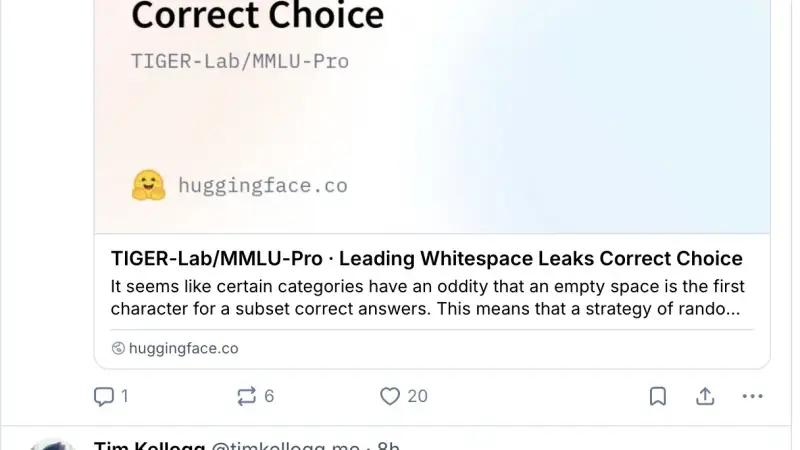 Correct Choice
TIGER-Lab/MMLU-Pro
huggingface.co
TIGER-Lab/MMLU-Pro · Leading Whitespace Leaks Correct Choice
It seems like certain categories have an oddity that an empty space is the first
character for a subset correct answers. This means that a strategy of rando...
huggingface.co
1 6 20
Tim Kellogg @timkellogg.me · 8h